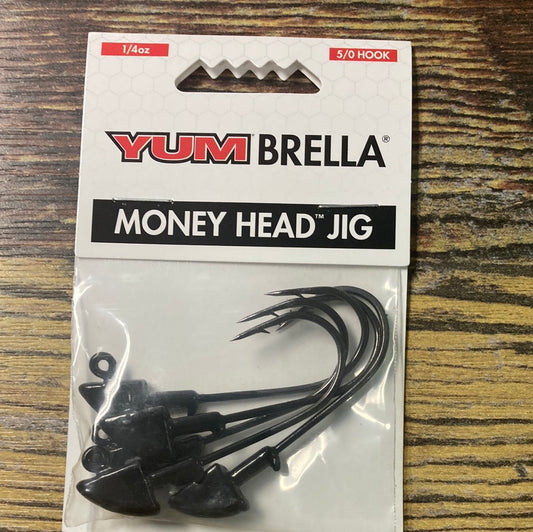 1/4oz 5/0 HOOK
YUM® BRELLA®
MONEY HEAD™ JIG